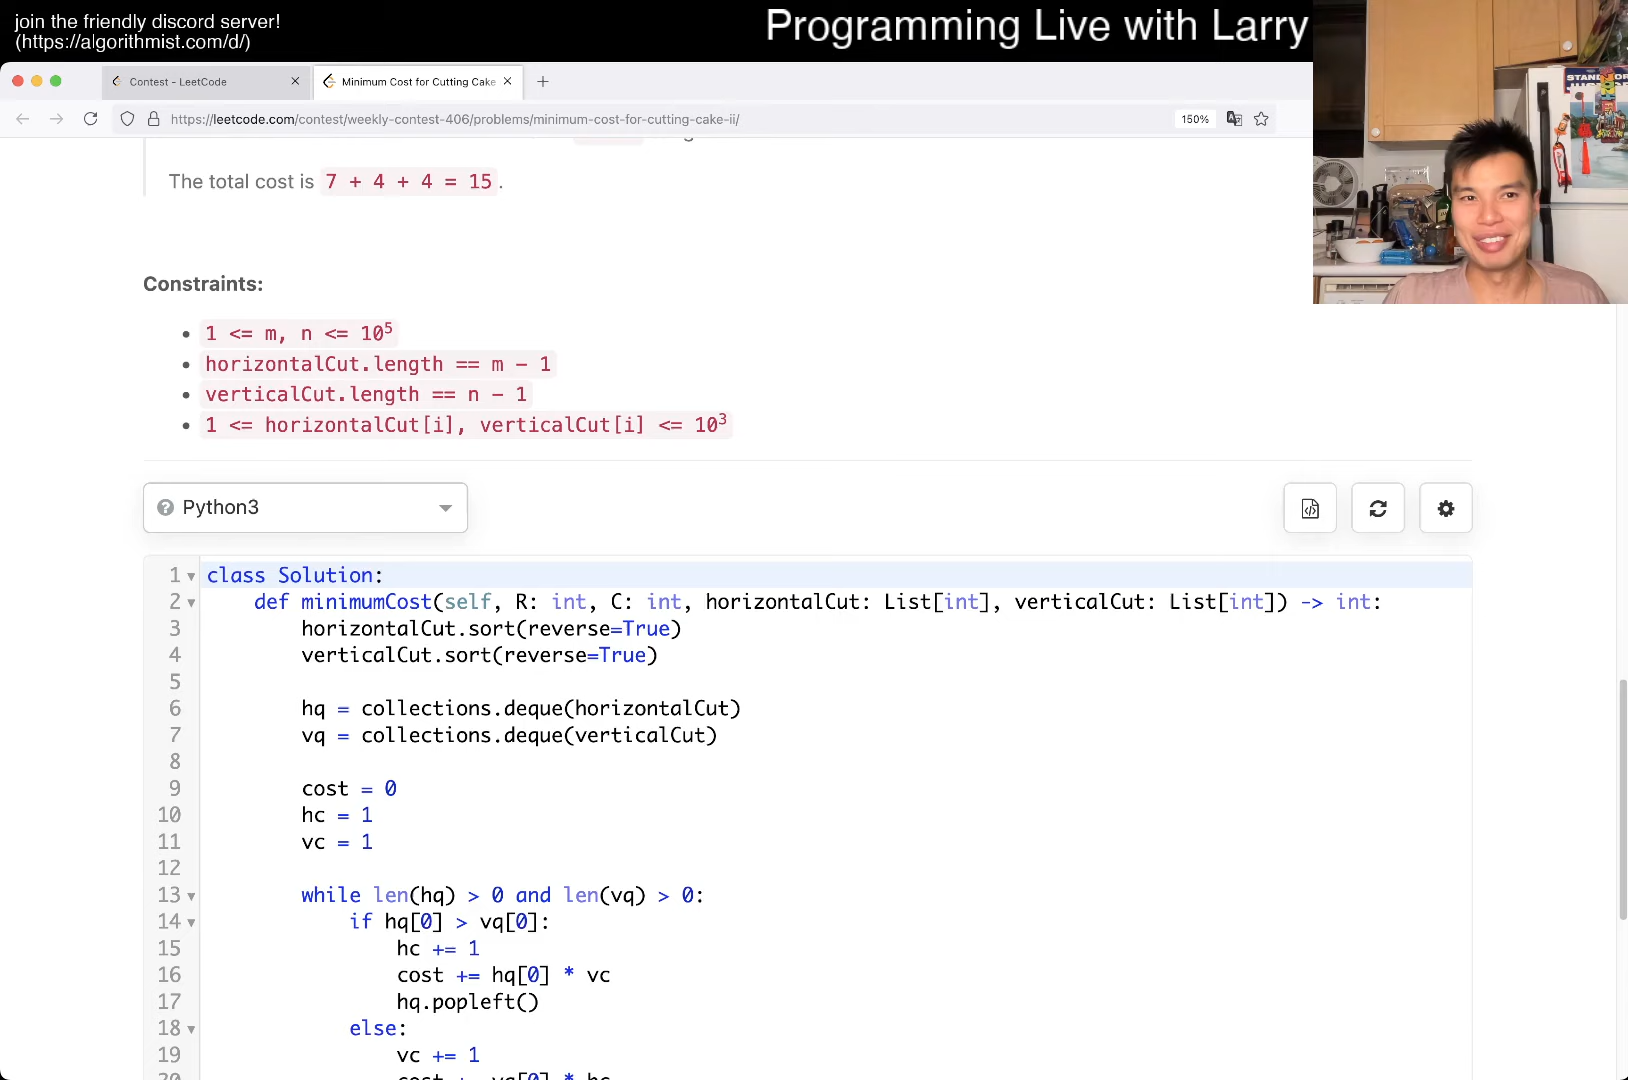 join the friendly discord server!
(https://algorithmist.com/d/)
Programming Live with Larry
Contest - LeetCode
Minimum Cost for Cutting Cake
https://leetcode.com/contest/weekly-contest-406/problems/minimum-cost-for-cutting-cake-ii/
150%
The total cost is 7 + 4 + 4 = 15.
Constraints:
• 1 <= m, n <= 10⁵
• horizontalCut.length == m - 1
• verticalCut.length == n - 1
• 1 <= horizontalCut[i], verticalCut[i] <= 10³
Python3
1 class Solution:
2 def minimumCost(self, R: int, C: int, horizontalCut: List[int], verticalCut: List[int]) -> int:
3 horizontalCut.sort(reverse=True)
4 verticalCut.sort(reverse=True)
5
6 hq = collections.deque(horizontalCut)
7 vq = collections.deque(verticalCut)
8
9 cost = 0
10 hc = 1
11 vc = 1
12
13 while len(hq) > 0 and len(vq) > 0:
14 if hq[0] > vq[0]:
15 hc += 1
16 cost += hq[0] * vc
17 hq.popleft()
18 else:
19 vc += 1
20 cost += vq[0] * hc